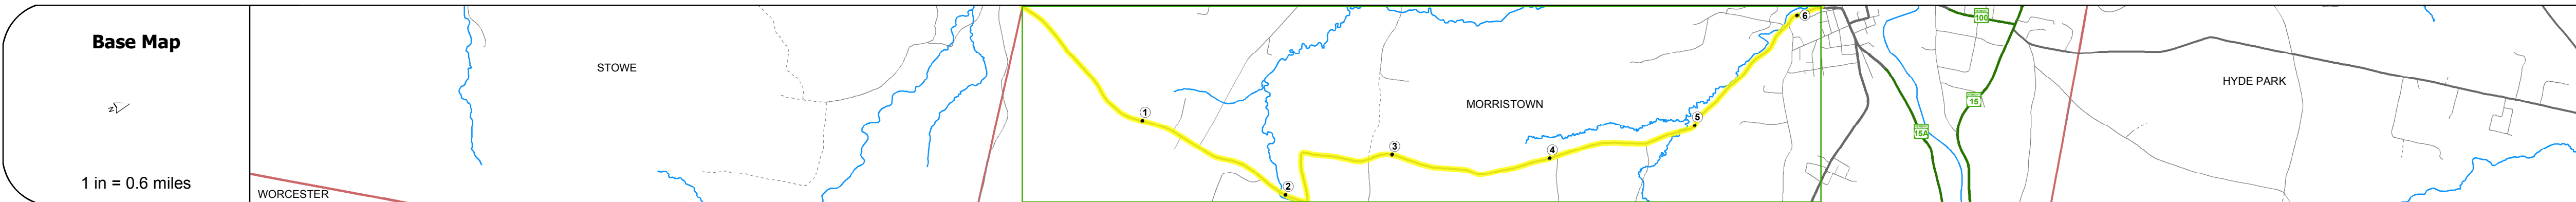 Base Map
N
1 in = 0.6 miles
STOWE
WORCESTER
MORRISTOWN
1
2
3
4
5
6
100
15
15A
HYDE PARK